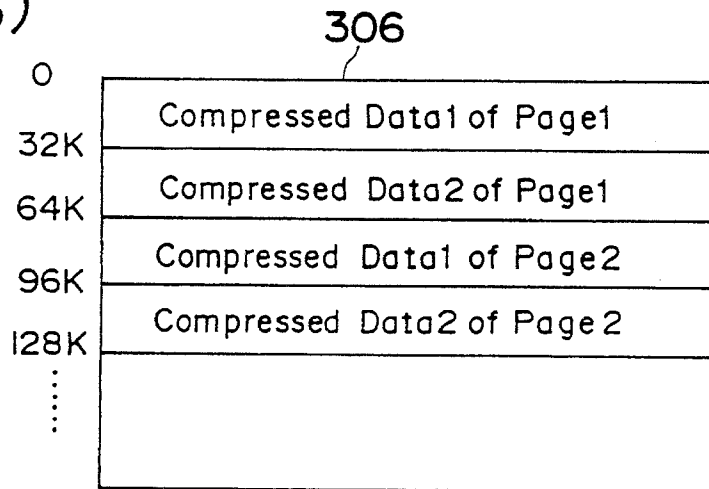 306
0
Compressed Data1 of Page1
32K
Compressed Data2 of Page1
64K
Compressed Data1 of Page2
96K
Compressed Data2 of Page2
128K